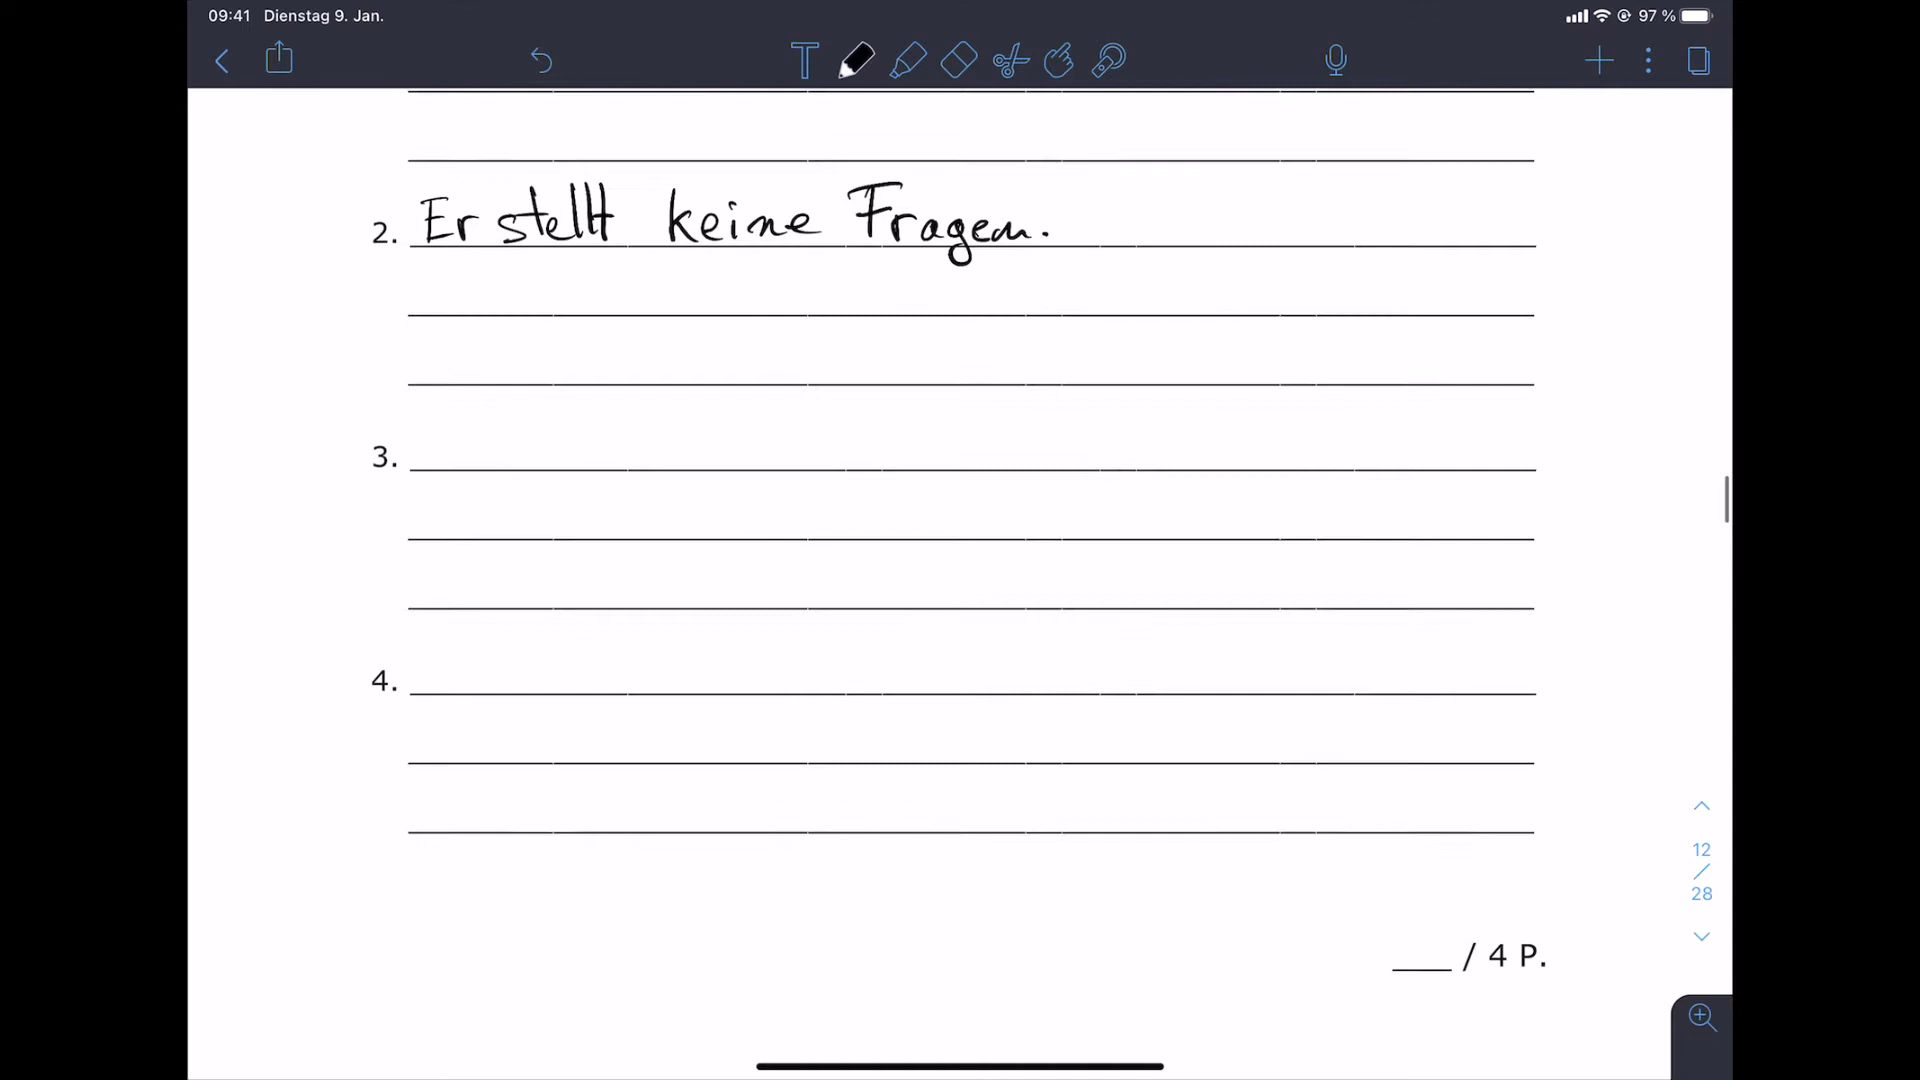 09:41 Dienstag 9. Jan. 97 %
T
2. Er stellt keine Fragen.
3.
4.
12
/
28
___ / 4 P.